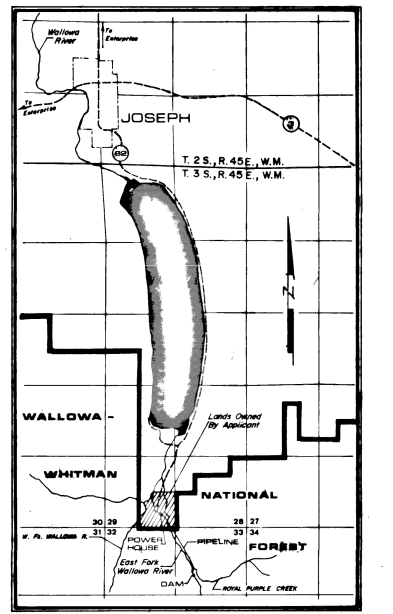 Wallowa
River
To
Enterprise
To
Enterprise
JOSEPH
82
T. 2 S., R. 45 E., W.M.
T. 3 S., R. 45 E., W.M.
N
WALLOWA -
Lands Owned
By Applicant
WHITMAN
NATIONAL
30 29
28 27
31 32
33 34
W. Fk. WALLOWA R.
POWER
HOUSE
PIPELINE
FOREST
East Fork
Wallowa River
DAM
ROYAL PURPLE CREEK